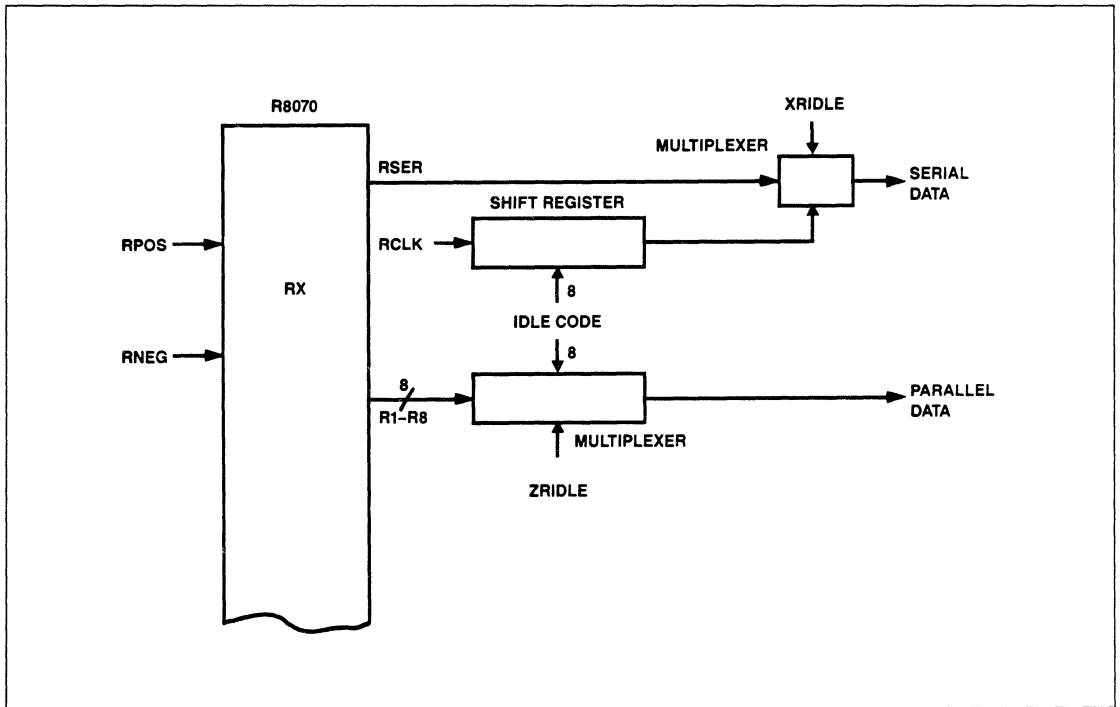 R8070
XRIDLE
MULTIPLEXER
RSER
SERIAL
DATA
SHIFT REGISTER
RPOS
RCLK
RX
8
IDLE CODE
8
RNEG
8
R1-R8
PARALLEL
DATA
MULTIPLEXER
ZRIDLE